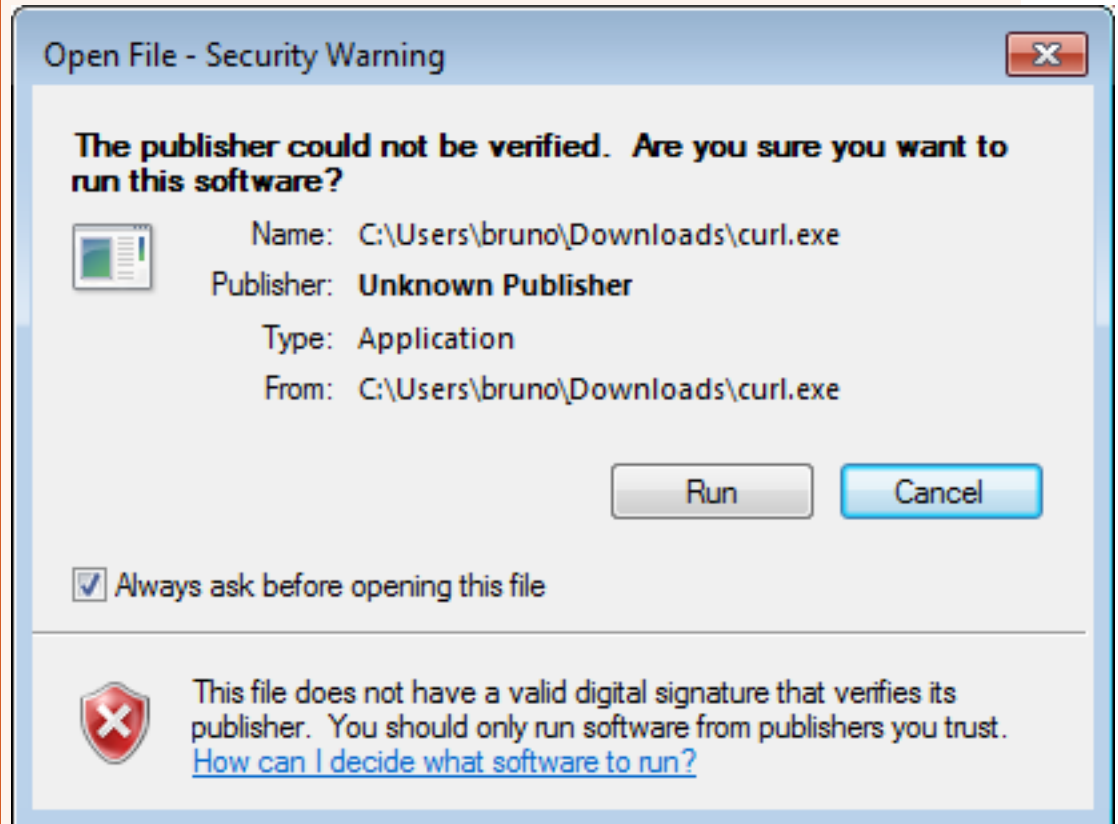 Open File - Security Warning
The publisher could not be verified.  Are you sure you want to
run this software?
Name: C:\Users\bruno\Downloads\curl.exe
Publisher: Unknown Publisher
Type: Application
From: C:\Users\bruno\Downloads\curl.exe
Run Cancel
Always ask before opening this file
This file does not have a valid digital signature that verifies its
publisher.  You should only run software from publishers you trust.
How can I decide what software to run?